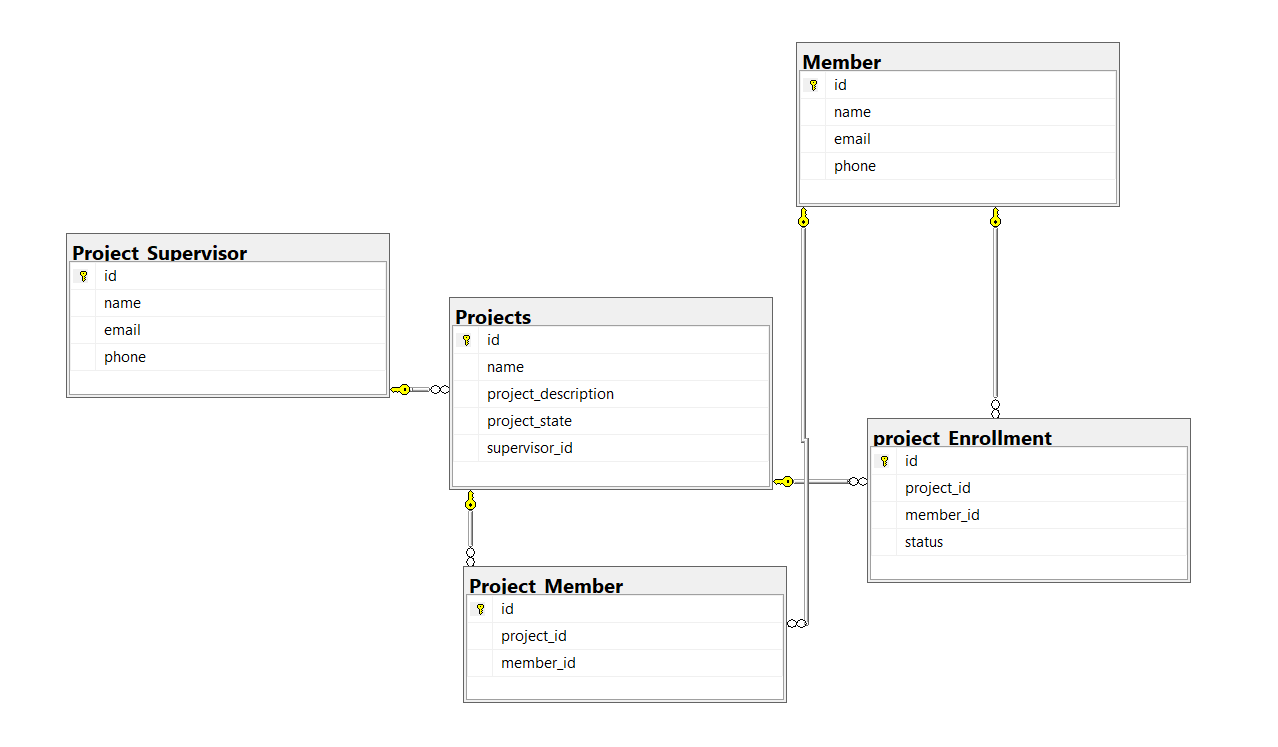 Member
id
name
email
phone
Project_Supervisor
id
name
email
phone
Projects
id
name
project_description
project_state
supervisor_id
project_Enrollment
id
project_id
member_id
status
Project_Member
id
project_id
member_id